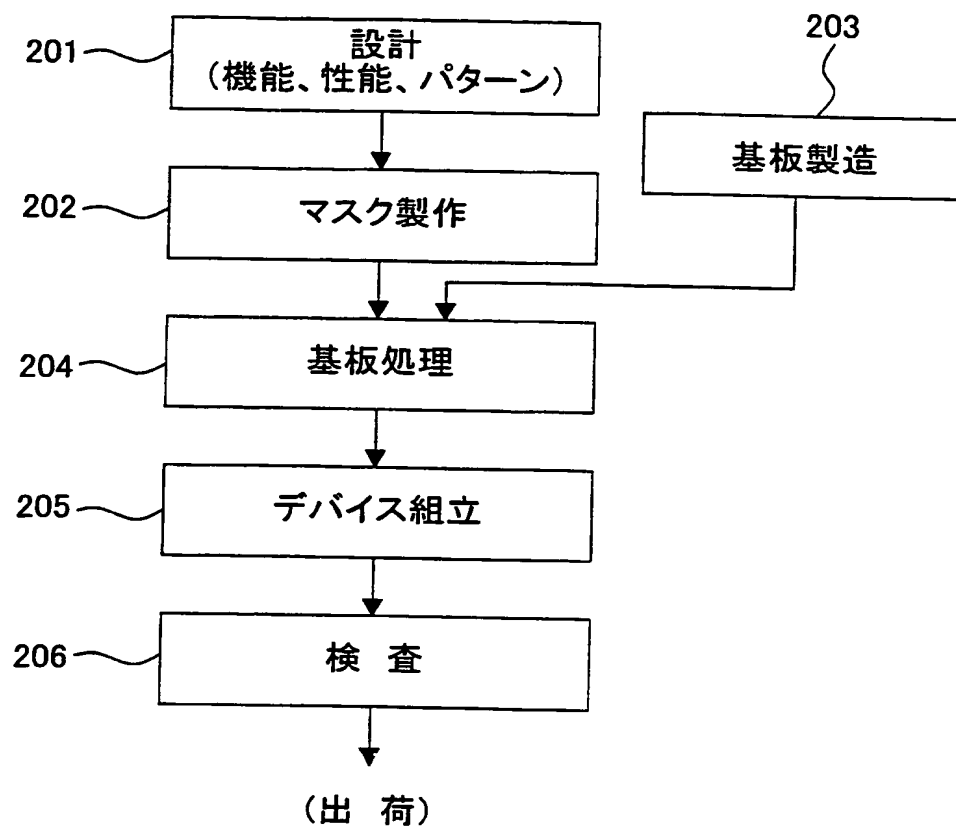 201
設計
(機能、性能、パターン)
203
基板製造
202
マスク製作
204
基板処理
205
デバイス組立
206
検 査
(出 荷)